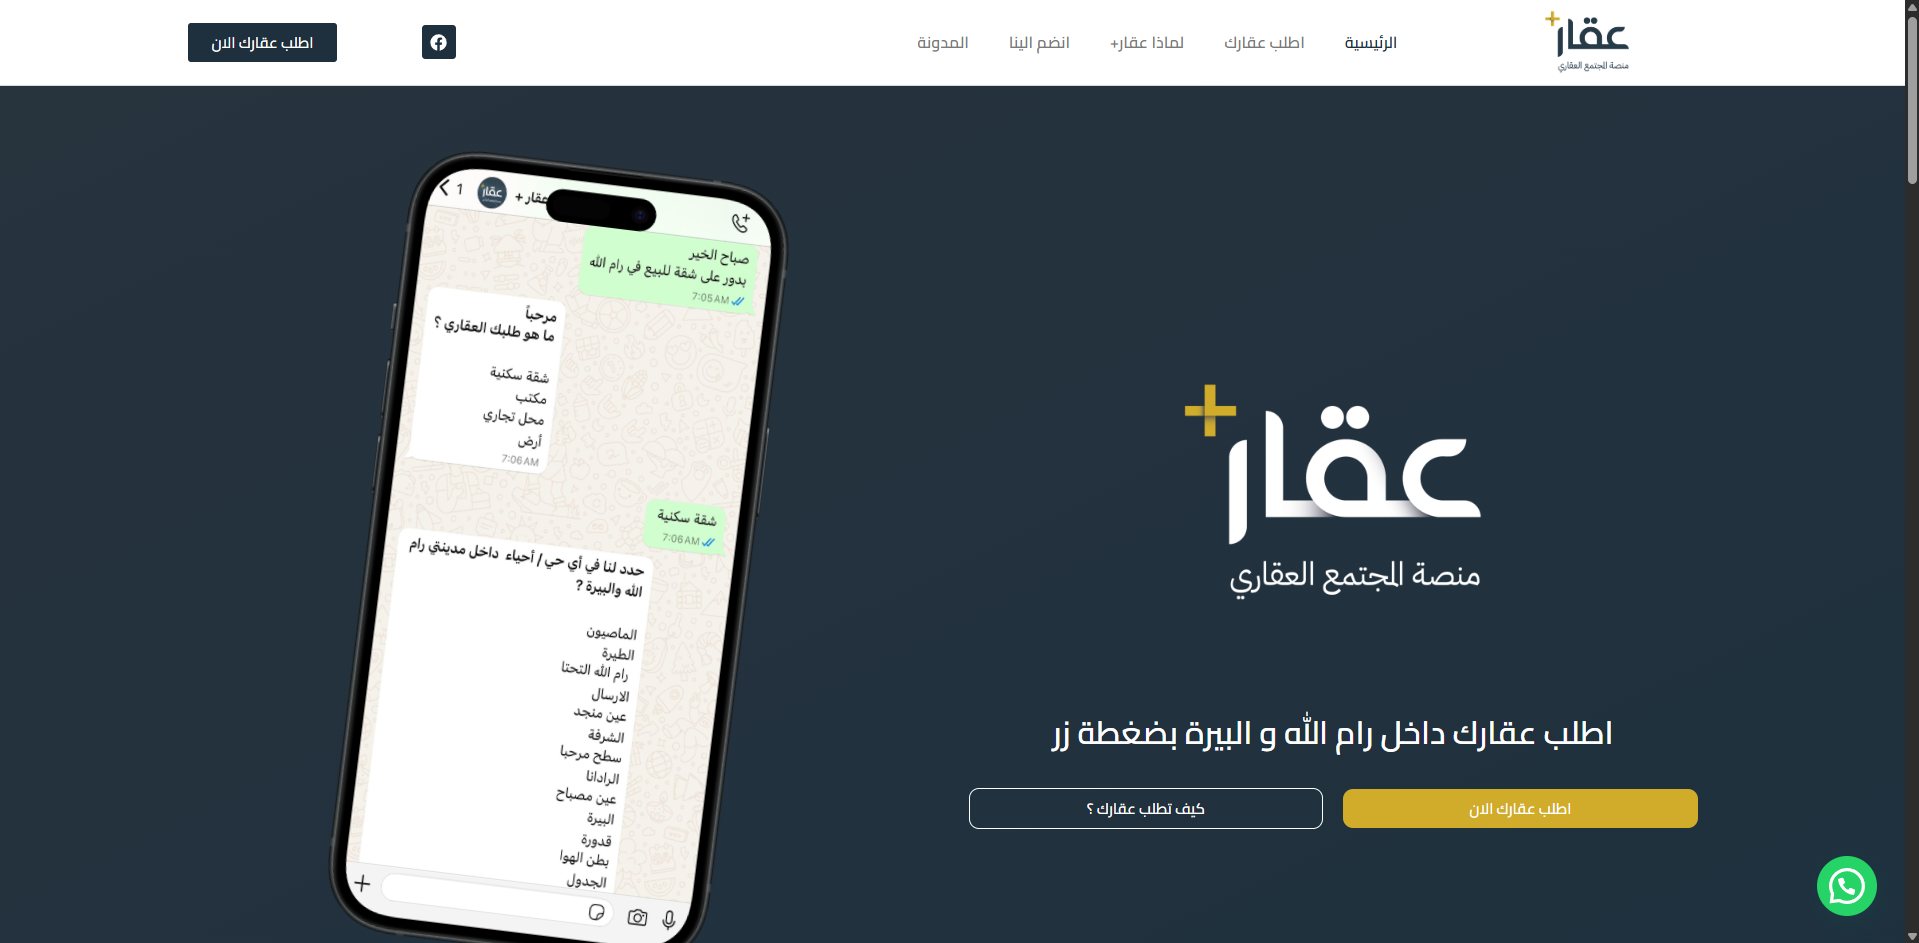 عقار+
منصة المجتمع العقاري
الرئيسية
اطلب عقارك
لماذا عقار+
انضم الينا
المدونة
اطلب عقارك الان
عقار+
منصة المجتمع العقاري
اطلب عقارك داخل رام الله و البيرة بضغطة زر
اطلب عقارك الان
كيف تطلب عقارك ؟
1
عقار
عقار +
صباح الخير
بدور على شقة للبيع في رام الله
7:05 AM
مرحباً
ما هو طلبك العقاري ؟
شقة سكنية
مكتب
محل تجاري
أرض
7:06 AM
شقة سكنية
7:06 AM
حدد لنا في أي حي / أحياء داخل مدينتي رام
الله والبيرة ؟
الماصيون
الطيرة
رام الله التحتا
الارسال
عين منجد
الشرفة
سطح مرحبا
الرادانا
عين مصباح
البيرة
قدورة
بطن الهوا
الجدول